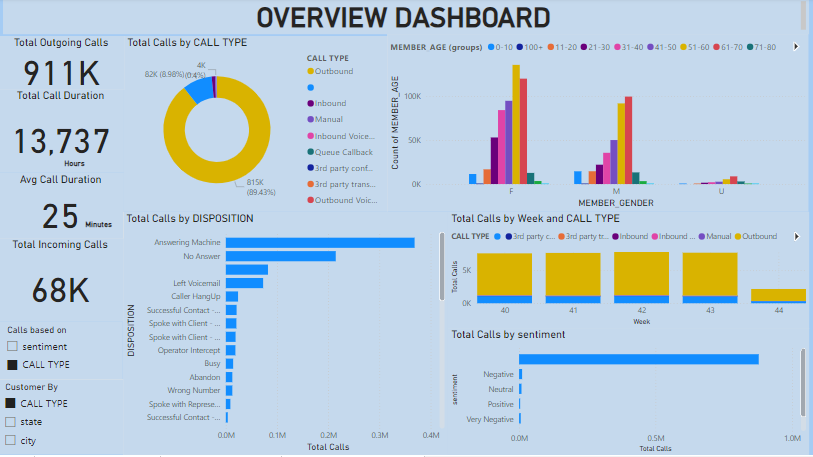 OVERVIEW DASHBOARD
Total Outgoing Calls
911K
Total Call Duration
13,737
Hours
Avg Call Duration
25 Minutes
Total Incoming Calls
68K
Calls based on
sentiment
CALL TYPE
Customer By
CALL TYPE
state
city
Total Calls by CALL TYPE
4K
(0.4%)
82K (8.98%)
815K
(89.43%)
CALL TYPE
Outbound
Inbound
Manual
Inbound Voice...
Queue Callback
3rd party conf...
3rd party trans...
Outbound Voic...
MEMBER_AGE (groups) 0-10 100+ 11-20 21-30 31-40 41-50 51-60 61-70 71-80
Count of MEMBER_AGE
100K
50K
0K
F M U
MEMBER_GENDER
Total Calls by DISPOSITION
DISPOSITION
Answering Machine
No Answer
Left Voicemail
Caller HangUp
Successful Contact -...
Spoke with Client - ...
Spoke with Client - ...
Operator Intercept
Busy
Abandon
Wrong Number
Spoke with Represe...
Successful Contact -...
0.0M 0.1M 0.2M 0.3M 0.4M
Total Calls
Total Calls by Week and CALL TYPE
CALL TYPE 3rd party c... 3rd party tr... Inbound Inbound ... Manual Outbound
Total Calls
5K
0K
40 41 42 43 44
Week
Total Calls by sentiment
sentiment
Negative
Neutral
Positive
Very Negative
0.0M 0.5M 1.0M
Total Calls